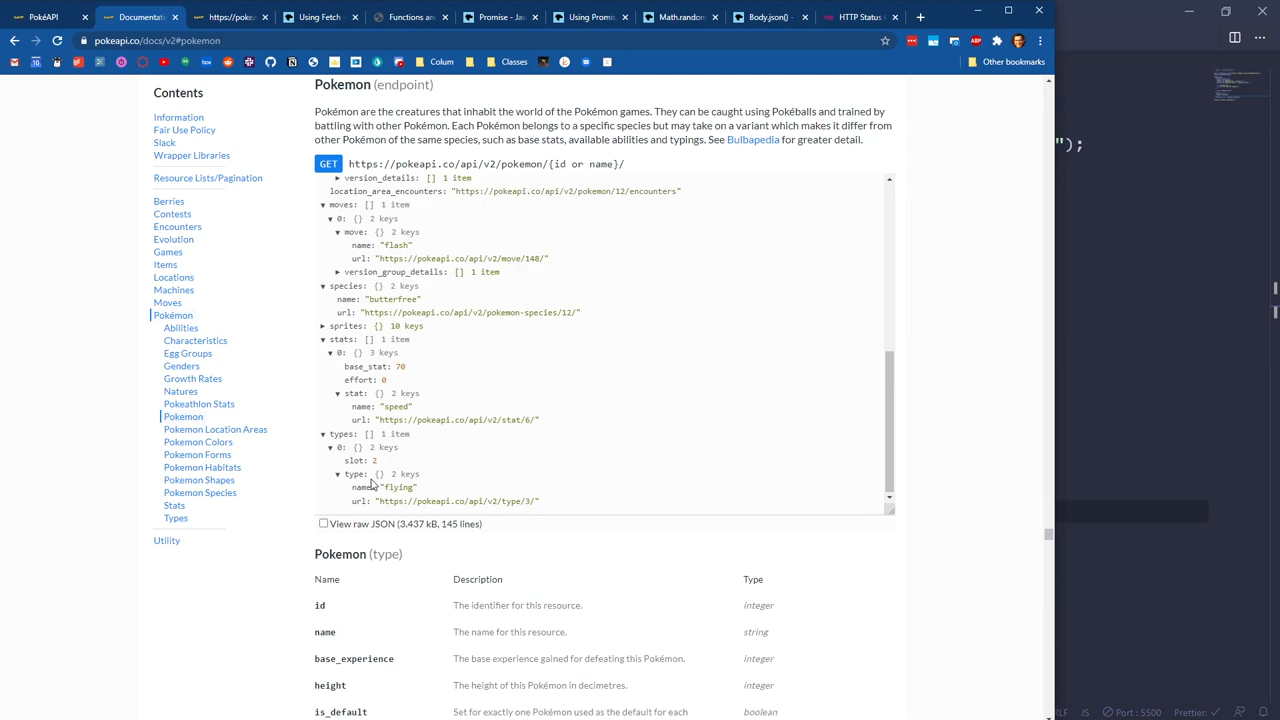 PokéAPI
Documentati
https://pokea
Using Fetch -
Functions an
Promise - Jav
Using Promis
Math.random
Body.json() -
HTTP Status C
pokeapi.co/docs/v2#pokemon
ABP
Colum
Classes
Other bookmarks
Contents
Information
Fair Use Policy
Slack
Wrapper Libraries
Resource Lists/Pagination
Berries
Contests
Encounters
Evolution
Games
Items
Locations
Machines
Moves
Pokémon
Abilities
Characteristics
Egg Groups
Genders
Growth Rates
Natures
Pokeathlon Stats
Pokemon
Pokemon Location Areas
Pokemon Colors
Pokemon Forms
Pokemon Habitats
Pokemon Shapes
Pokemon Species
Stats
Types
Utility
Pokemon (endpoint)
Pokémon are the creatures that inhabit the world of the Pokémon games. They can be caught using Pokéballs and trained by
battling with other Pokémon. Each Pokémon belongs to a specific species but may take on a variant which makes it differ from
other Pokémon of the same species, such as base stats, available abilities and typings. See Bulbapedia for greater detail.
GET https://pokeapi.co/api/v2/pokemon/{id or name}/
version_details: [] 1 item
location_area_encounters: "https://pokeapi.co/api/v2/pokemon/12/encounters"
moves: [] 1 item
0: {} 2 keys
move: {} 2 keys
name: "flash"
url: "https://pokeapi.co/api/v2/move/148/"
version_group_details: [] 1 item
species: {} 2 keys
name: "butterfree"
url: "https://pokeapi.co/api/v2/pokemon-species/12/"
sprites: {} 10 keys
stats: [] 1 item
0: {} 3 keys
base_stat: 70
effort: 0
stat: {} 2 keys
name: "speed"
url: "https://pokeapi.co/api/v2/stat/6/"
types: [] 1 item
0: {} 2 keys
slot: 2
type: {} 2 keys
name: "flying"
url: "https://pokeapi.co/api/v2/type/3/"
View raw JSON (3.437 kB, 145 lines)
Pokemon (type)
Name Description Type
id The identifier for this resource. integer
name The name for this resource. string
base_experience The base experience gained for defeating this Pokémon. integer
height The height of this Pokémon in decimetres. integer
is_default Set for exactly one Pokémon used as the default for each boolean
");
RLF JS Port : 5500 Prettier: ✓